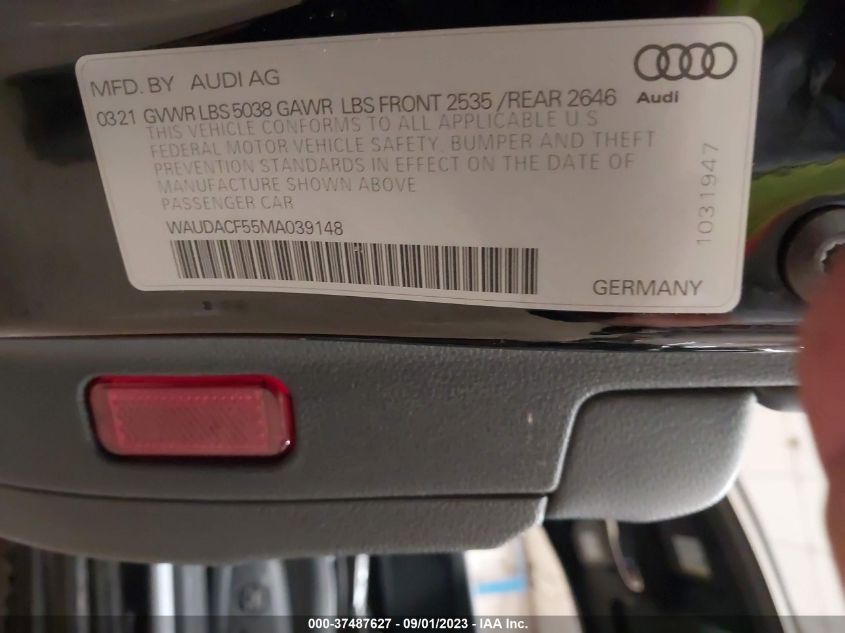 MFD. BY AUDI AG
0321 GVWR LBS 5038 GAWR LBS FRONT 2535 /REAR 2646
THIS VEHICLE CONFORMS TO ALL APPLICABLE U.S
FEDERAL MOTOR VEHICLE SAFETY, BUMPER AND THEFT
PREVENTION STANDARDS IN EFFECT ON THE DATE OF
MANUFACTURE SHOWN ABOVE
PASSENGER CAR
WAUDACF55MA039148
GERMANY
Audi
1031947
000-37487627 - 09/01/2023 - IAA Inc.